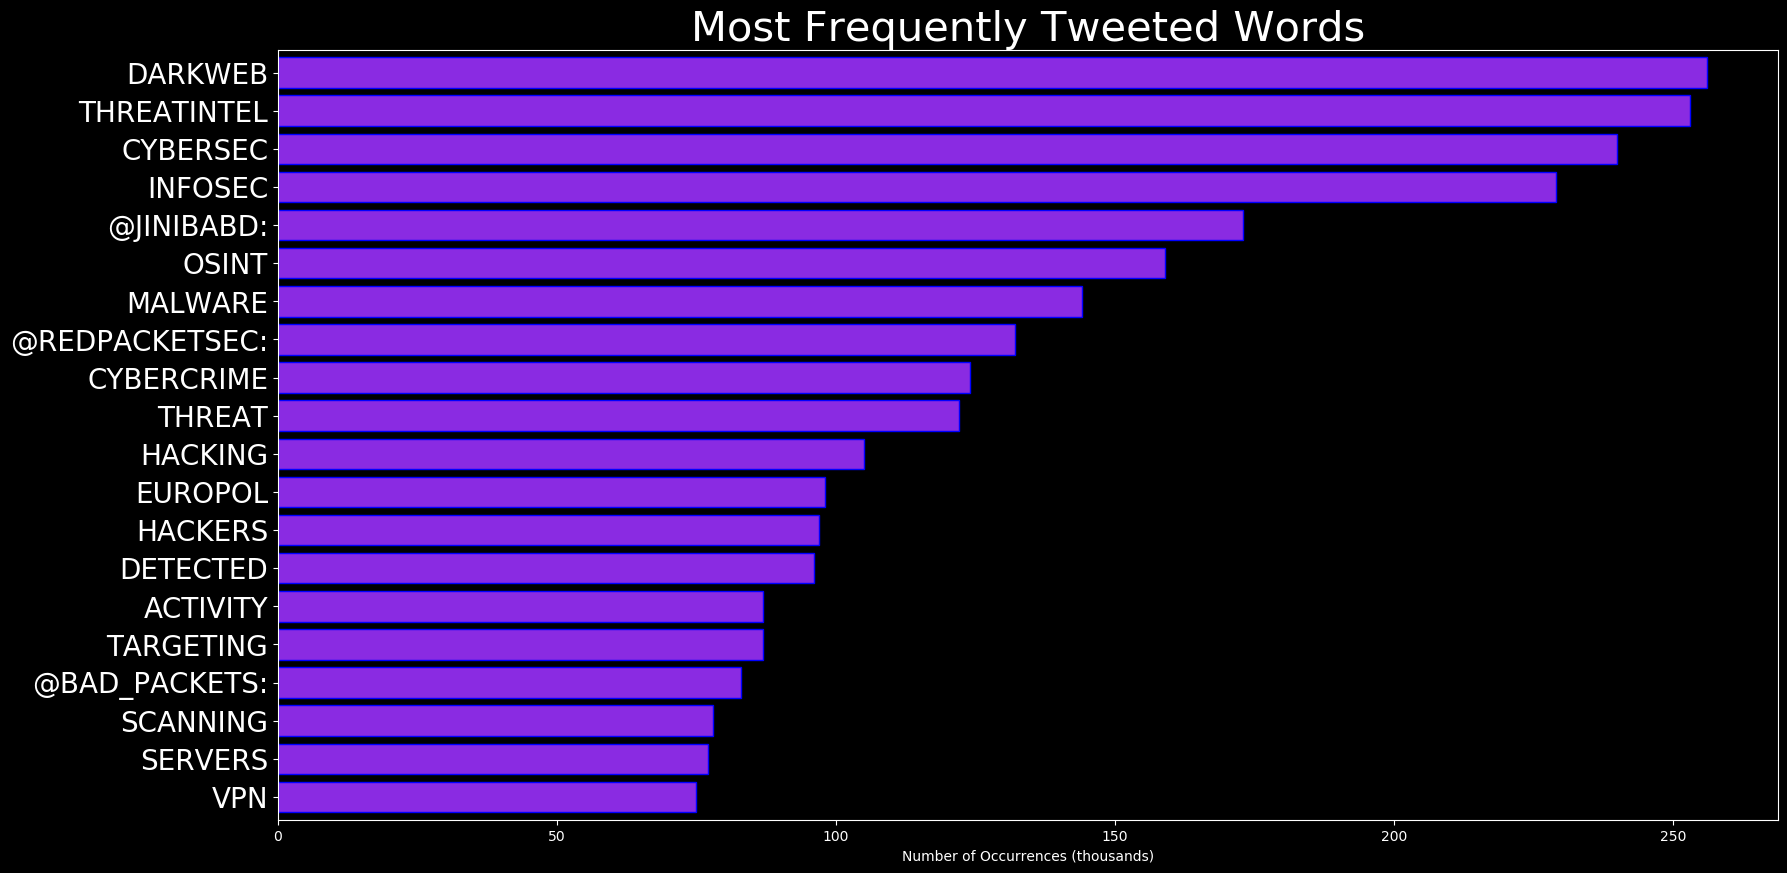 Most Frequently Tweeted Words
DARKWEB
THREATINTEL
CYBERSEC
INFOSEC
@JINIBABD:
OSINT
MALWARE
@REDPACKETSEC:
CYBERCRIME
THREAT
HACKING
EUROPOL
HACKERS
DETECTED
ACTIVITY
TARGETING
@BAD_PACKETS:
SCANNING
SERVERS
VPN
0 50 100 150 200 250
Number of Occurrences (thousands)